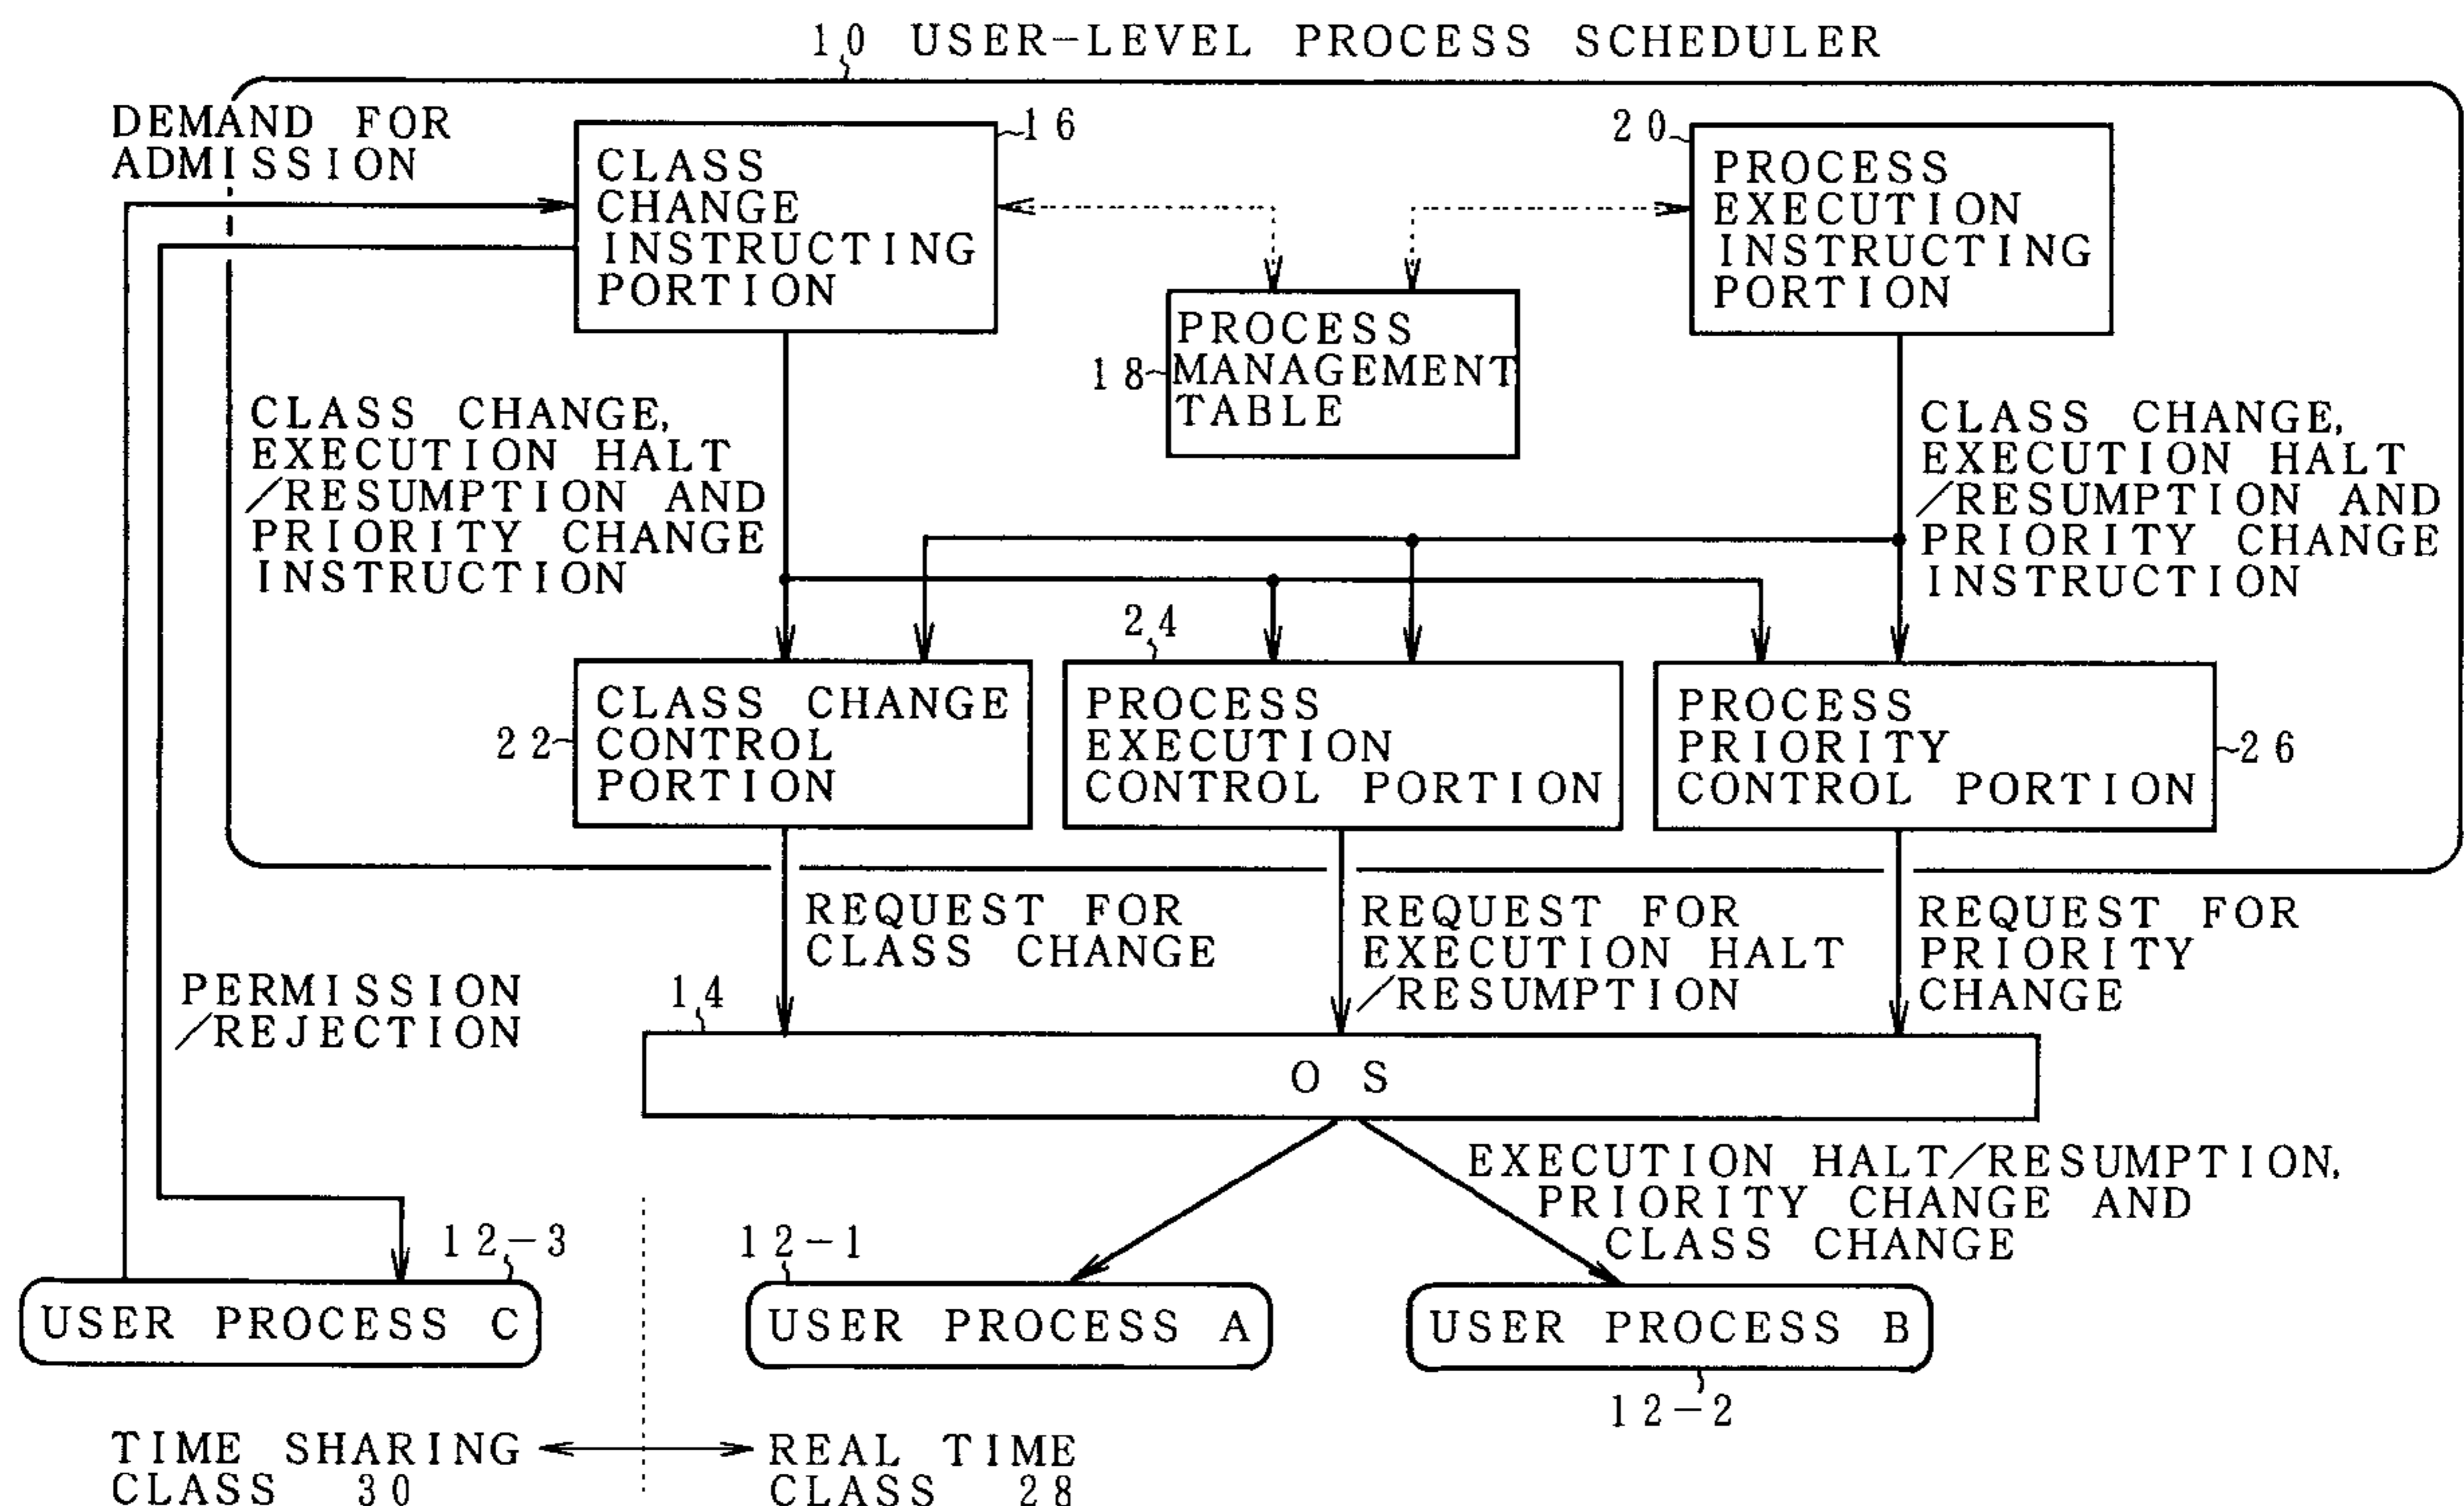 10 USER-LEVEL PROCESS SCHEDULER
DEMAND FOR
ADMISSION
16
CLASS
CHANGE
INSTRUCTING
PORTION
20
PROCESS
EXECUTION
INSTRUCTING
PORTION
18
PROCESS
MANAGEMENT
TABLE
CLASS CHANGE,
EXECUTION HALT
/RESUMPTION AND
PRIORITY CHANGE
INSTRUCTION
CLASS CHANGE,
EXECUTION HALT
/RESUMPTION AND
PRIORITY CHANGE
INSTRUCTION
22
CLASS CHANGE
CONTROL
PORTION
24
PROCESS
EXECUTION
CONTROL PORTION
PROCESS
PRIORITY
CONTROL PORTION
26
REQUEST FOR
CLASS CHANGE
REQUEST FOR
EXECUTION HALT
/RESUMPTION
REQUEST FOR
PRIORITY
CHANGE
PERMISSION
/REJECTION
14
OS
EXECUTION HALT/RESUMPTION,
PRIORITY CHANGE AND
CLASS CHANGE
12-3
USER PROCESS C
12-1
USER PROCESS A
USER PROCESS B
12-2
TIME SHARING
CLASS 30
REAL TIME
CLASS 28